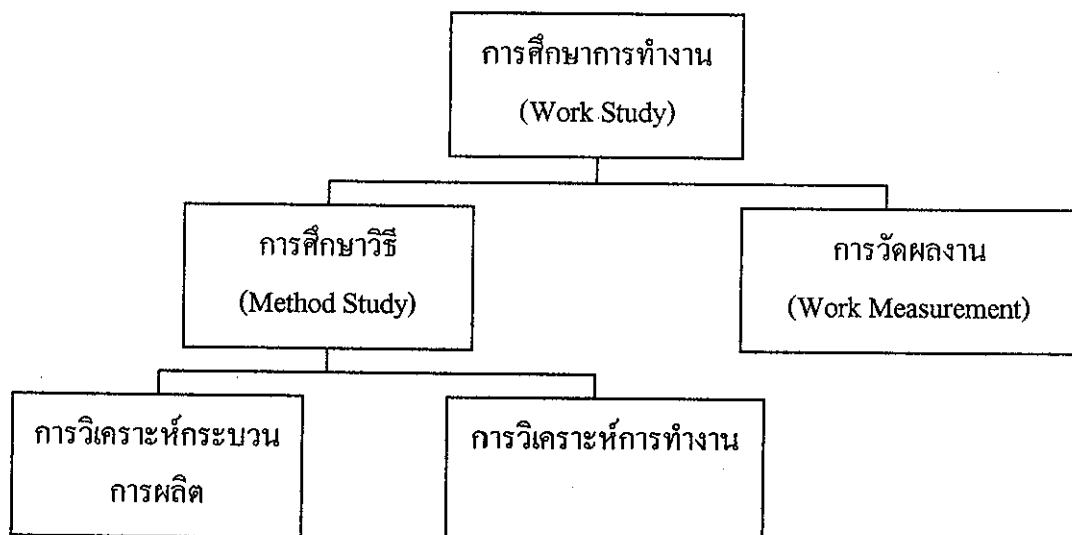 การศึกษาการทำงาน
(Work Study)
การศึกษาวิธี
(Method Study)
การวัดผลงาน
(Work Measurement)
การวิเคราะห์กระบวน
การผลิต
การวิเคราะห์การทำงาน